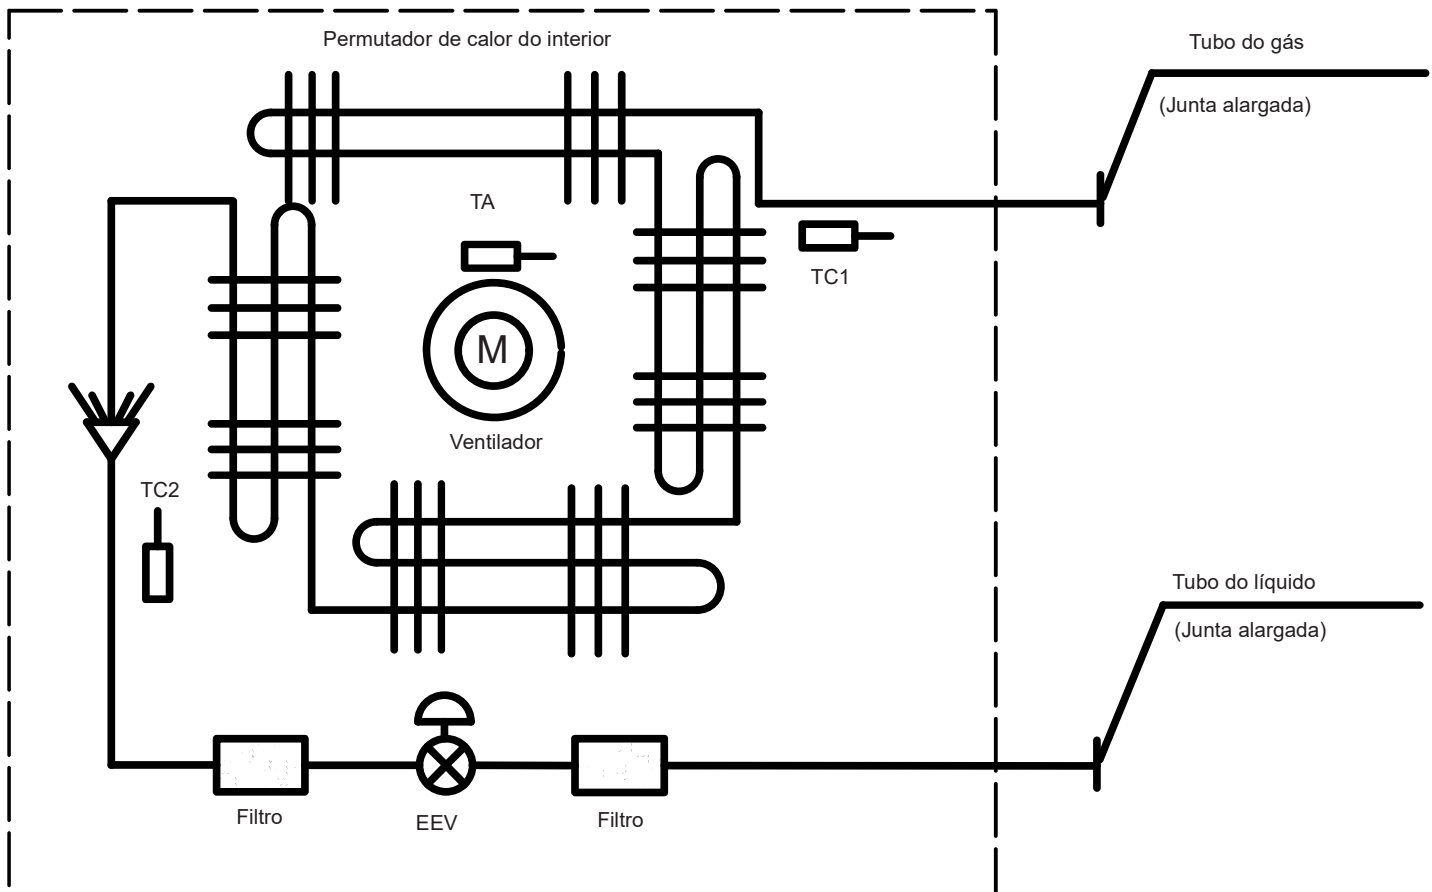 Permutador de calor do interior
Tubo do gás
(Junta alargada)
TA
TC1
M
Ventilador
TC2
Tubo do líquido
(Junta alargada)
Filtro
EEV
Filtro